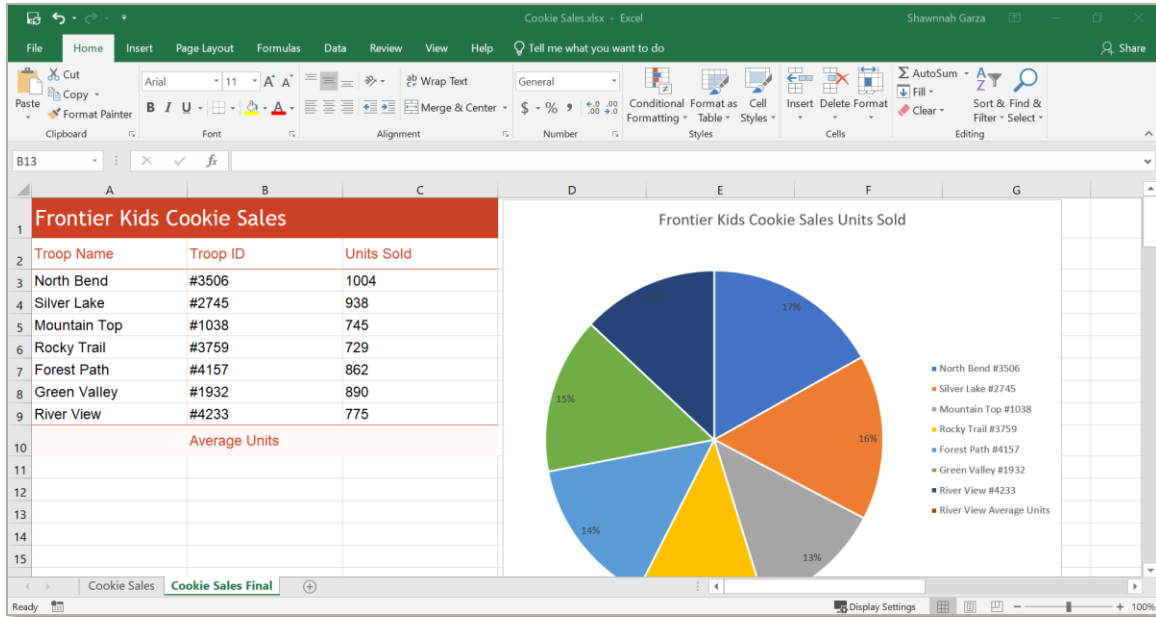 Cookie Sales.xlsx - Excel
Shawnnah Garza
File Home Insert Page Layout Formulas Data Review View Help Tell me what you want to do Share
Paste
Cut
Copy
Format Painter
Clipboard
Arial 11
B I U
Font
Wrap Text
Merge & Center
Alignment
General
$ % ,
Number
Conditional Formatting
Format as Table
Cell Styles
Styles
Insert Delete Format
Cells
AutoSum
Fill
Clear
Sort & Filter
Find & Select
Editing
B13 fx
A B C D E F G
1 Frontier Kids Cookie Sales
2 Troop Name Troop ID Units Sold
3 North Bend #3506 1004
4 Silver Lake #2745 938
5 Mountain Top #1038 745
6 Rocky Trail #3759 729
7 Forest Path #4157 862
8 Green Valley #1932 890
9 River View #4233 775
10 Average Units
11
12
13
14
15
Frontier Kids Cookie Sales Units Sold
17%
16%
13%
14%
15%
North Bend #3506
Silver Lake #2745
Mountain Top #1038
Rocky Trail #3759
Forest Path #4157
Green Valley #1932
River View #4233
River View Average Units
Cookie Sales Cookie Sales Final
Ready Display Settings 100%